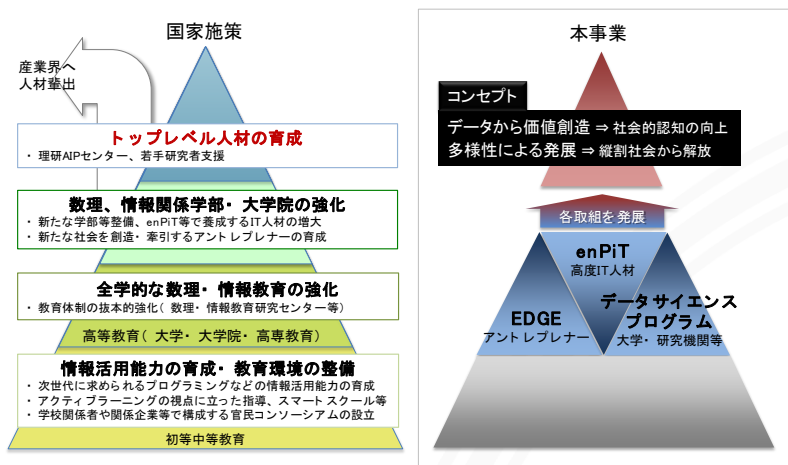 国家施策
産業界へ
人材輩出
トップレベル人材の育成
・ 理研AIPセンター、若手研究者支援
数理、情報関係学部・大学院の強化
・ 新たな学部等整備、enPiT等で養成するIT人材の増大
・ 新たな社会を創造・牽引するアントレプレナーの育成
全学的な数理・情報教育の強化
・ 教育体制の抜本的強化(数理・情報教育研究センター等)
高等教育(大学・大学院・高専教育)
情報活用能力の育成・教育環境の整備
・ 次世代に求められるプログラミングなどの情報活用能力の育成
・ アクティブラーニングの視点に立った指導、スマートスクール等
・ 学校関係者や関係企業等で構成する官民コンソーシアムの設立
初等中等教育
本事業
コンセプト
データから価値創造 ⇒ 社会的認知の向上
多様性による発展 ⇒ 縦割社会から解放
各取組を発展
enPiT
高度IT人材
EDGE
アントレプレナー
データサイエンス
プログラム
大学・研究機関等